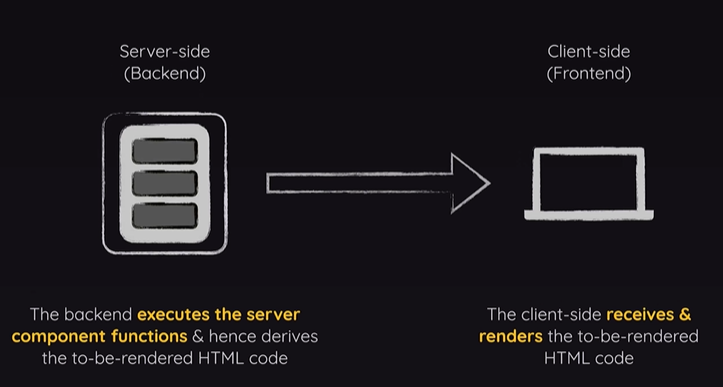 Server-side
(Backend)
Client-side
(Frontend)
The backend executes the server
component functions & hence derives
the to-be-rendered HTML code
The client-side receives &
renders the to-be-rendered
HTML code